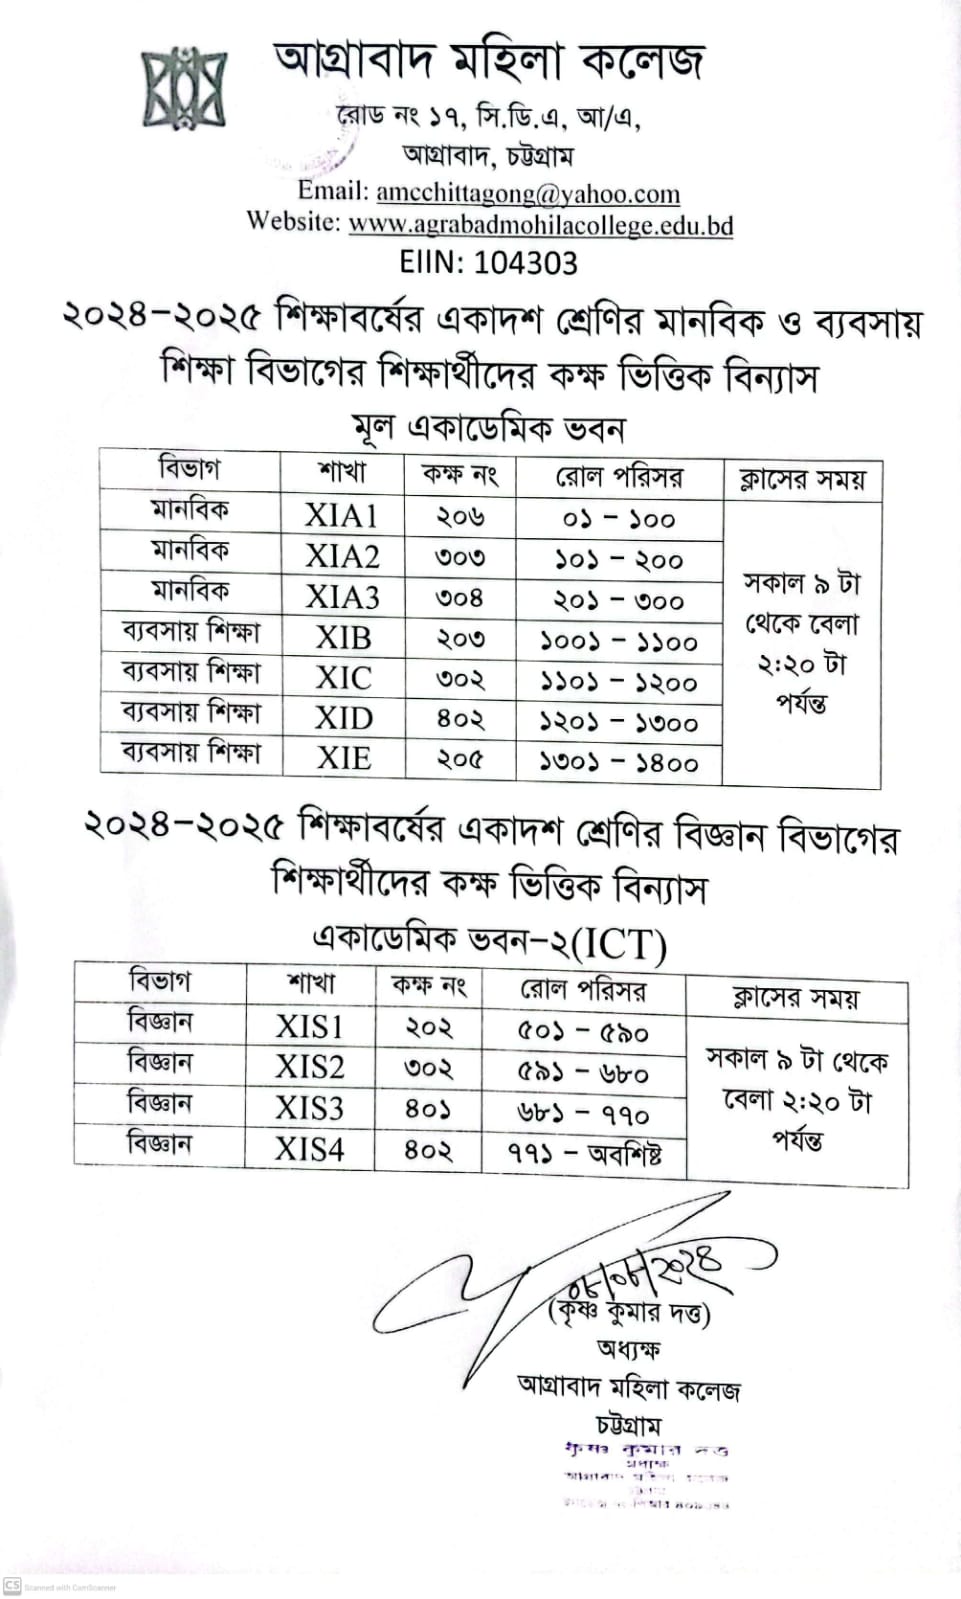 আগ্রাবাদ মহিলা কলেজ
রোড নং ১৭, সি.ডি.এ, আ/এ,
আগ্রাবাদ, চট্টগ্রাম
Email: amcchittagong@yahoo.com
Website: www.agrabadmohilacollege.edu.bd
EIIN: 104303
২০২৪-২০২৫ শিক্ষাবর্ষের একাদশ শ্রেণির মানবিক ও ব্যবসায়
শিক্ষা বিভাগের শিক্ষার্থীদের কক্ষ ভিত্তিক বিন্যাস
মূল একাডেমিক ভবন
বিভাগ শাখা কক্ষ নং রোল পরিসর ক্লাসের সময়
মানবিক XIA1 ২০৬ ০১ – ১০০
মানবিক XIA2 ৩০৩ ১০১ – ২০০
মানবিক XIA3 ৩০৪ ২০১ – ৩০০
ব্যবসায় শিক্ষা XIB ২০৩ ১০০১ – ১১০০
ব্যবসায় শিক্ষা XIC ৩০২ ১১০১ – ১২০০
ব্যবসায় শিক্ষা XID ৪০২ ১২০১ – ১৩০০
ব্যবসায় শিক্ষা XIE ২০৫ ১৩০১ – ১৪০০
সকাল ৯ টা
থেকে বেলা
২:২০ টা
পর্যন্ত
২০২৪-২০২৫ শিক্ষাবর্ষের একাদশ শ্রেণির বিজ্ঞান বিভাগের
শিক্ষার্থীদের কক্ষ ভিত্তিক বিন্যাস
একাডেমিক ভবন-২(ICT)
বিভাগ শাখা কক্ষ নং রোল পরিসর ক্লাসের সময়
বিজ্ঞান XIS1 ২০২ ৫০১ – ৫৯০
বিজ্ঞান XIS2 ৩০২ ৫৯১ – ৬৮০
বিজ্ঞান XIS3 ৪০১ ৬৮১ – ৭৭০
বিজ্ঞান XIS4 ৪০২ ৭৭১ – অবশিষ্ট
সকাল ৯ টা থেকে
বেলা ২:২০ টা
পর্যন্ত
০৮/০৮/২০২৪
(কৃষ্ণ কুমার দত্ত)
অধ্যক্ষ
আগ্রাবাদ মহিলা কলেজ
চট্টগ্রাম
কৃষ্ণ কুমার দত্ত
অধ্যক্ষ
আগ্রাবাদ মহিলা কলেজ
CS Scanned with CamScanner